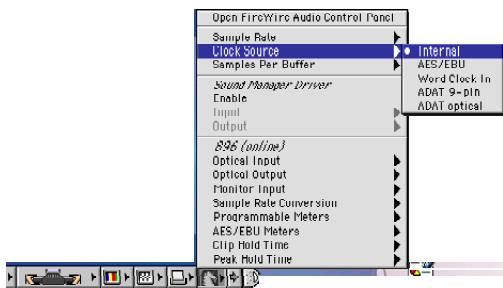 Open FireWire Audio Control Panel
Sample Rate
Clock Source
Samples Per Buffer
Sound Manager Driver
Enable
Input
Output
896 (online)
Optical Input
Optical Output
Monitor Input
Sample Rate Conversion
Programmable Meters
AES/EBU Meters
Clip Hold Time
Peak Hold Time
Internal
AES/EBU
Word Clock In
ADAT 9-pin
ADAT optical